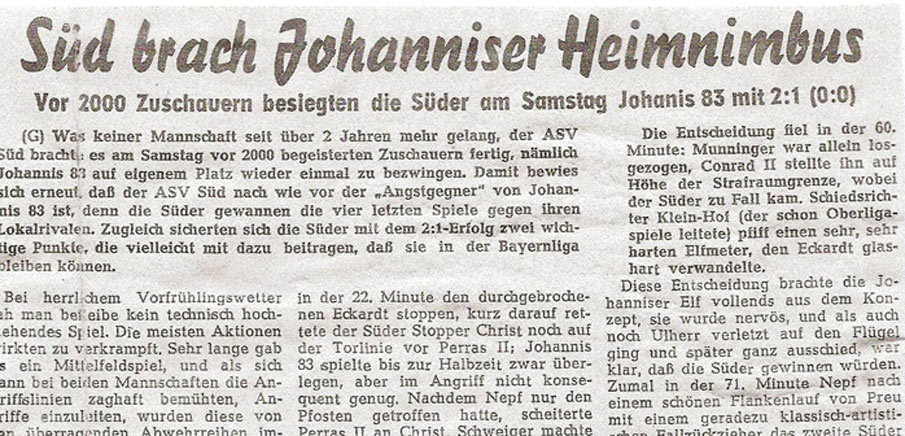 Süd brach Johanniser Heimnimbus
Vor 2000 Zuschauern besiegten die Süder am Samstag Johanis 83 mit 2:1 (0:0)
(G) Was keiner Mannschaft seit über 2 Jahren mehr gelang, der ASV
Süd brachte es am Samstag vor 2000 begeisterten Zuschauern fertig, nämlich
Johannis 83 auf eigenem Platz wieder einmal zu bezwingen. Damit bewies
sich erneut, daß der ASV Süd nach wie vor der „Angstgegner" von Johan-
nis 83 ist, denn die Süder gewannen die vier letzten Spiele gegen ihren
Lokalrivalen. Zugleich sicherten sich die Süder mit dem 2:1-Erfolg zwei wich-
tige Punkte, die vielleicht mit dazu beitragen, daß sie in der Bayernliga
bleiben können.
Bei herrlichem Vorfrühlingswetter
sah man beileibe kein technisch hoch-
stehendes Spiel. Die meisten Aktionen
wirkten zu verkrampft. Sehr lange gab
es ein Mittelfeldspiel, und als sich
dann bei beiden Mannschaften die An-
griffslinien zaghaft bemühten, An-
griffe einzuleiten, wurden diese von
den überragenden Abwehrreihen im-
in der 22. Minute den durchgebroche-
nen Eckardt stoppen, kurz darauf ret-
tete der Süder Stopper Christ noch auf
der Torlinie vor Perras II; Johannis
83 spielte bis zur Halbzeit zwar über-
legen, aber im Angriff nicht konse-
quent genug. Nachdem Nepf nur den
Pfosten getroffen hatte, scheiterte
Perras II an Christ. Schweiger machte
Die Entscheidung fiel in der 60.
Minute: Munninger war allein los-
gezogen, Conrad II stellte ihn auf
Höhe der Strafraumgrenze, wobei
der Süder zu Fall kam. Schiedsrich-
ter Klein-Hof (der schon Oberliga-
spiele leitete) pfiff einen sehr, sehr
harten Elfmeter, den Eckardt glas-
hart verwandelte.
Diese Entscheidung brachte die Jo-
hanniser Elf vollends aus dem Kon-
zept, sie wurde nervös, und als auch
noch Ulherr verletzt auf den Flügel
ging und später ganz ausschied, war
klar, daß die Süder gewinnen würden.
Zumal in der 71. Minute Nepf nach
einem schönen Flankenlauf von Preu
mit einem geradezu klassisch-artisti-
schen Fallzückzieher das zweite Süder